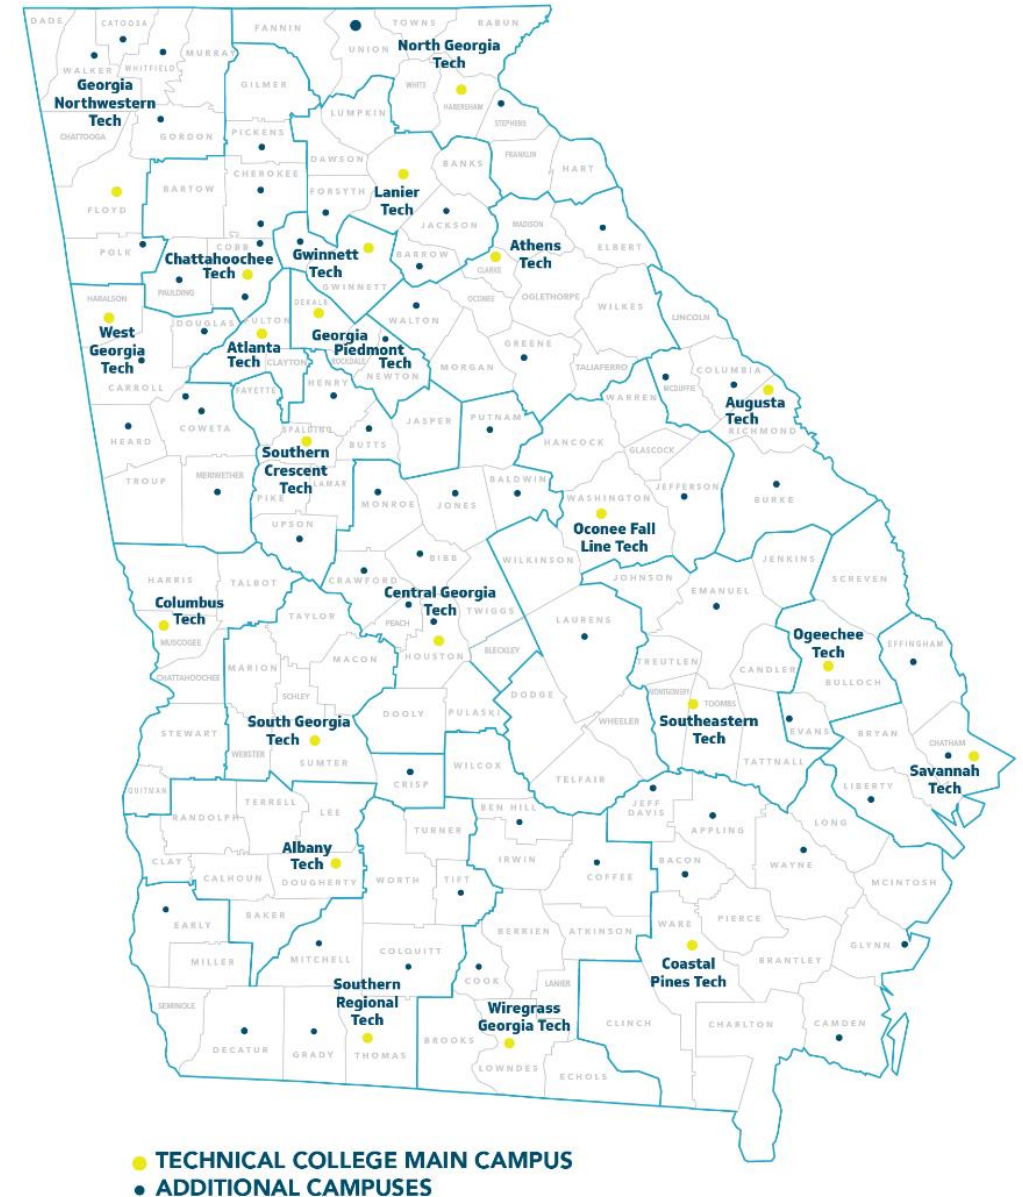 DADE
CATOOSA
FANNIN
TOWNS
RABUN
UNION
North Georgia
Tech
MURRAY
WALKER
WHITFIELD
Georgia
Northwestern
Tech
GILMER
WHITE
HABERSHAM
LUMPKIN
STEPHENS
CHATTOOGA
GORDON
PICKENS
DAWSON
BANKS
FRANKLIN
HART
CHEROKEE
BARTOW
FORSYTH
Lanier
Tech
FLOYD
JACKSON
MADISON
ELBERT
POLK
COBB
Chattahoochee
Tech
Gwinnett
Tech
BARROW
Athens
Tech
CLARKE
PAULDING
GWINNETT
HARALSON
DEKALB
OCONEE
OGLETHORPE
WILKES
LINCOLN
DOUGLAS
FULTON
WALTON
West
Georgia
Tech
Atlanta
Tech
Georgia
Piedmont
Tech
CLAYTON
ROCKDALE
NEWTON
GREENE
MORGAN
TALIAFERRO
COLUMBIA
MCDUFFIE
CARROLL
FAYETTE
HENRY
WARREN
Augusta
Tech
RICHMOND
HEARD
COWETA
SPALDING
BUTTS
JASPER
PUTNAM
HANCOCK
GLASCOCK
Southern
Crescent
Tech
TROUP
MERIWETHER
PIKE
LAMAR
MONROE
JONES
BALDWIN
WASHINGTON
JEFFERSON
BURKE
UPSON
Oconee Fall
Line Tech
BIBB
WILKINSON
JENKINS
SCREVEN
HARRIS
TALBOT
CRAWFORD
JOHNSON
EMANUEL
Central Georgia
Tech
Columbus
Tech
TAYLOR
PEACH
TWIGGS
LAURENS
MUSCOGEE
Ogeechee
Tech
EFFINGHAM
HOUSTON
BLECKLEY
MARION
MACON
TREUTLEN
CANDLER
BULLOCH
CHATTAHOOCHEE
SCHLEY
DODGE
MONTGOMERY
TOOMBS
STEWART
South Georgia
Tech
DOOLY
PULASKI
WHEELER
Southeastern
Tech
EVANS
BRYAN
CHATHAM
WEBSTER
SUMTER
WILCOX
TATTNALL
Savannah
Tech
QUITMAN
CRISP
TELFAIR
LIBERTY
RANDOLPH
TERRELL
LEE
BEN HILL
JEFF
DAVIS
APPLING
LONG
TURNER
Albany
Tech
CLAY
CALHOUN
DOUGHERTY
WORTH
TIFT
IRWIN
COFFEE
BACON
WAYNE
MCINTOSH
EARLY
BAKER
BERRIEN
ATKINSON
WARE
PIERCE
MILLER
MITCHELL
COLQUITT
GLYNN
BRANTLEY
Coastal
Pines Tech
COOK
LANIER
SEMINOLE
Southern
Regional
Tech
Wiregrass
Georgia Tech
CLINCH
CHARLTON
CAMDEN
DECATUR
GRADY
THOMAS
BROOKS
LOWNDES
ECHOLS
TECHNICAL COLLEGE MAIN CAMPUS
ADDITIONAL CAMPUSES